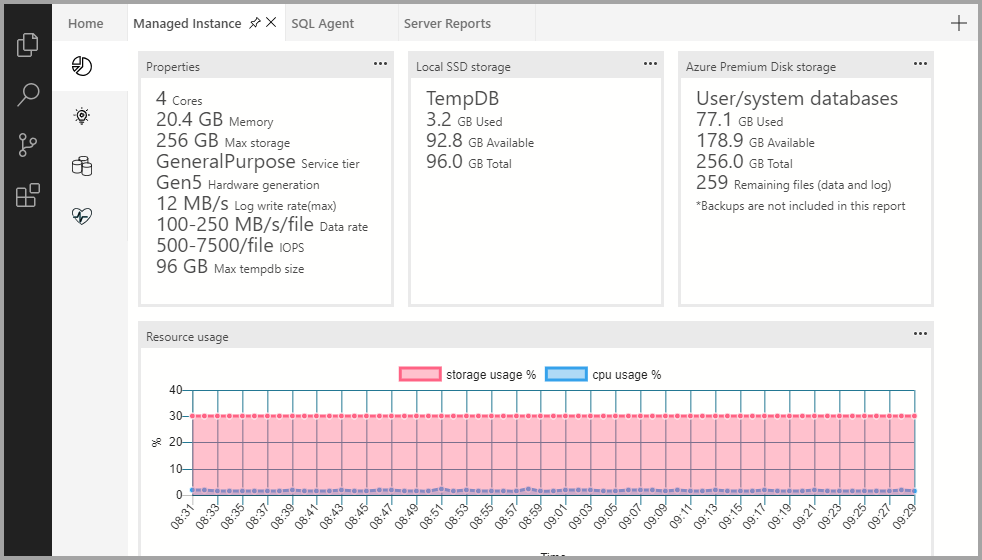 Home Managed Instance SQL Agent Server Reports
Properties
4 Cores
20.4 GB Memory
256 GB Max storage
GeneralPurpose Service tier
Gen5 Hardware generation
12 MB/s Log write rate(max)
100-250 MB/s/file Data rate
500-7500/file IOPS
96 GB Max tempdb size
Local SSD storage
TempDB
3.2 GB Used
92.8 GB Available
96.0 GB Total
Azure Premium Disk storage
User/system databases
77.1 GB Used
178.9 GB Available
256.0 GB Total
259 Remaining files (data and log)
*Backups are not included in this report
Resource usage
storage usage % cpu usage %
40
30
20
10
0
%
08:31 08:33 08:35 08:37 08:39 08:41 08:43 08:45 08:47 08:49 08:51 08:53 08:55 08:57 08:59 09:01 09:03 09:05 09:07 09:09 09:11 09:13 09:15 09:17 09:19 09:21 09:23 09:25 09:27 09:29
Time